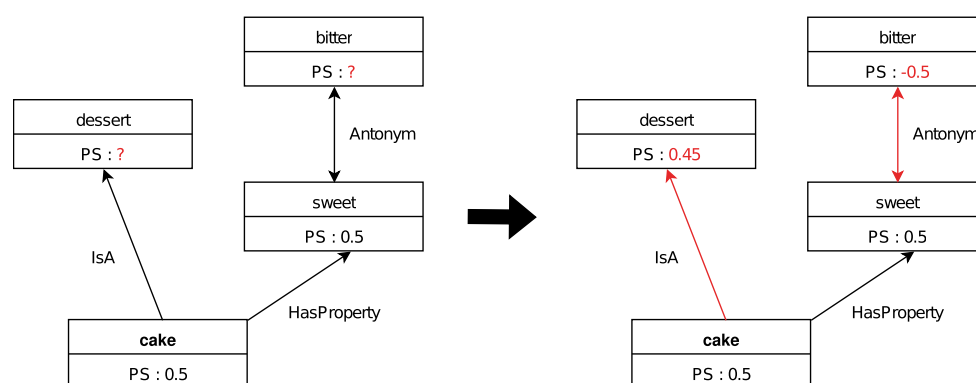 bitter
PS : ?
dessert
PS : ?
Antonym
sweet
PS : 0.5
IsA
HasProperty
cake
PS : 0.5
bitter
PS : -0.5
dessert
PS : 0.45
Antonym
sweet
PS : 0.5
IsA
HasProperty
cake
PS : 0.5